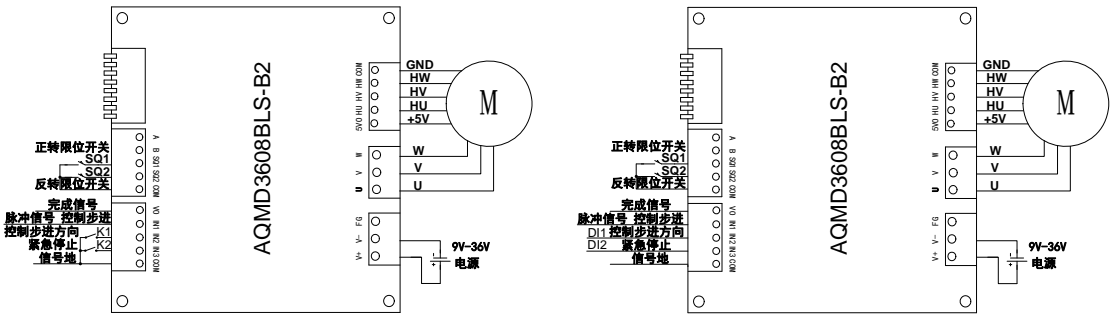 AQMD3608BLS-B2
COM
HW
HV
HU
5VO
GND
HW
HV
HU
+5V
M
W
V
U
W
V
U
FG
V-
V+
9V-36V
电源
A
B
SQ1
SQ2
COM
正转限位开关
SQ1
SQ2
反转限位开关
VO
IN1
IN2
IN3
COM
完成信号
脉冲信号 控制步进
控制步进方向 K1
紧急停止 K2
信号地
AQMD3608BLS-B2
COM
HW
HV
HU
5VO
GND
HW
HV
HU
+5V
M
W
V
U
W
V
U
FG
V-
V+
9V-36V
电源
A
B
SQ1
SQ2
COM
正转限位开关
SQ1
SQ2
反转限位开关
VO
IN1
IN2
IN3
COM
完成信号
脉冲信号 控制步进
DI1 控制步进方向
DI2 紧急停止
信号地